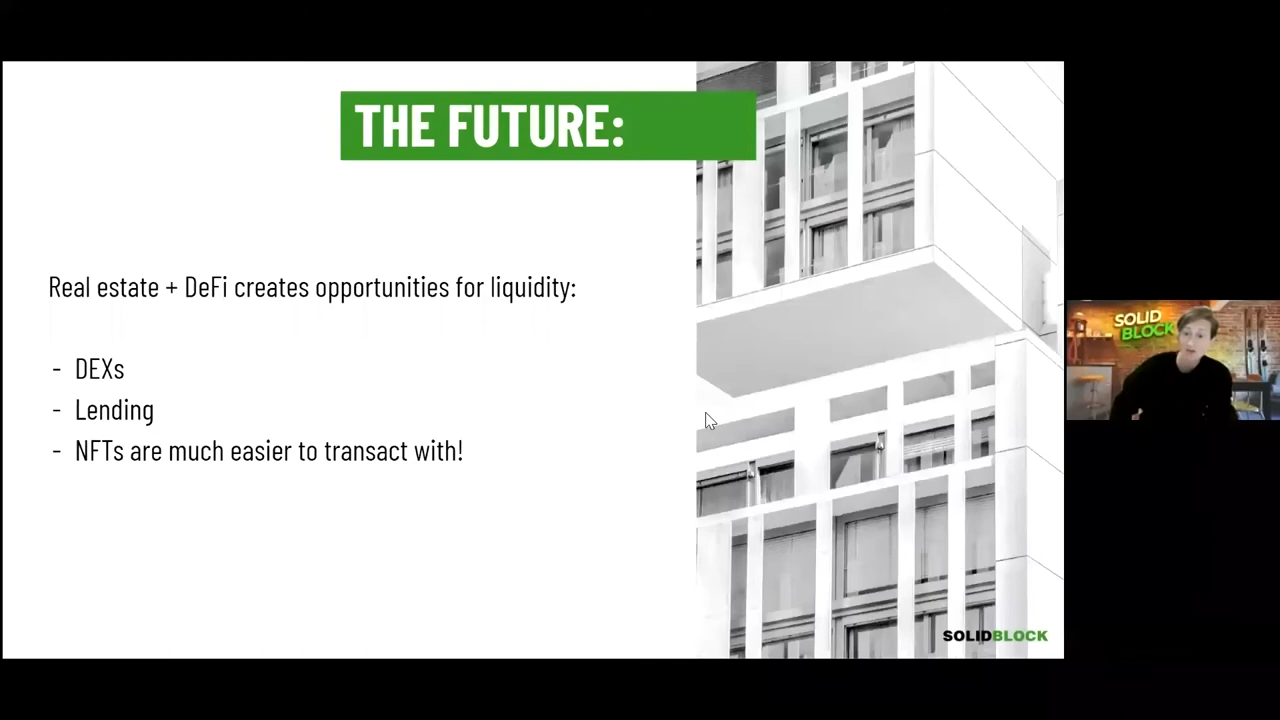 THE FUTURE:
Real estate + DeFi creates opportunities for liquidity:
- DEXs
- Lending
- NFTs are much easier to transact with!
SOLIDBLOCK
SOLID
BLOCK